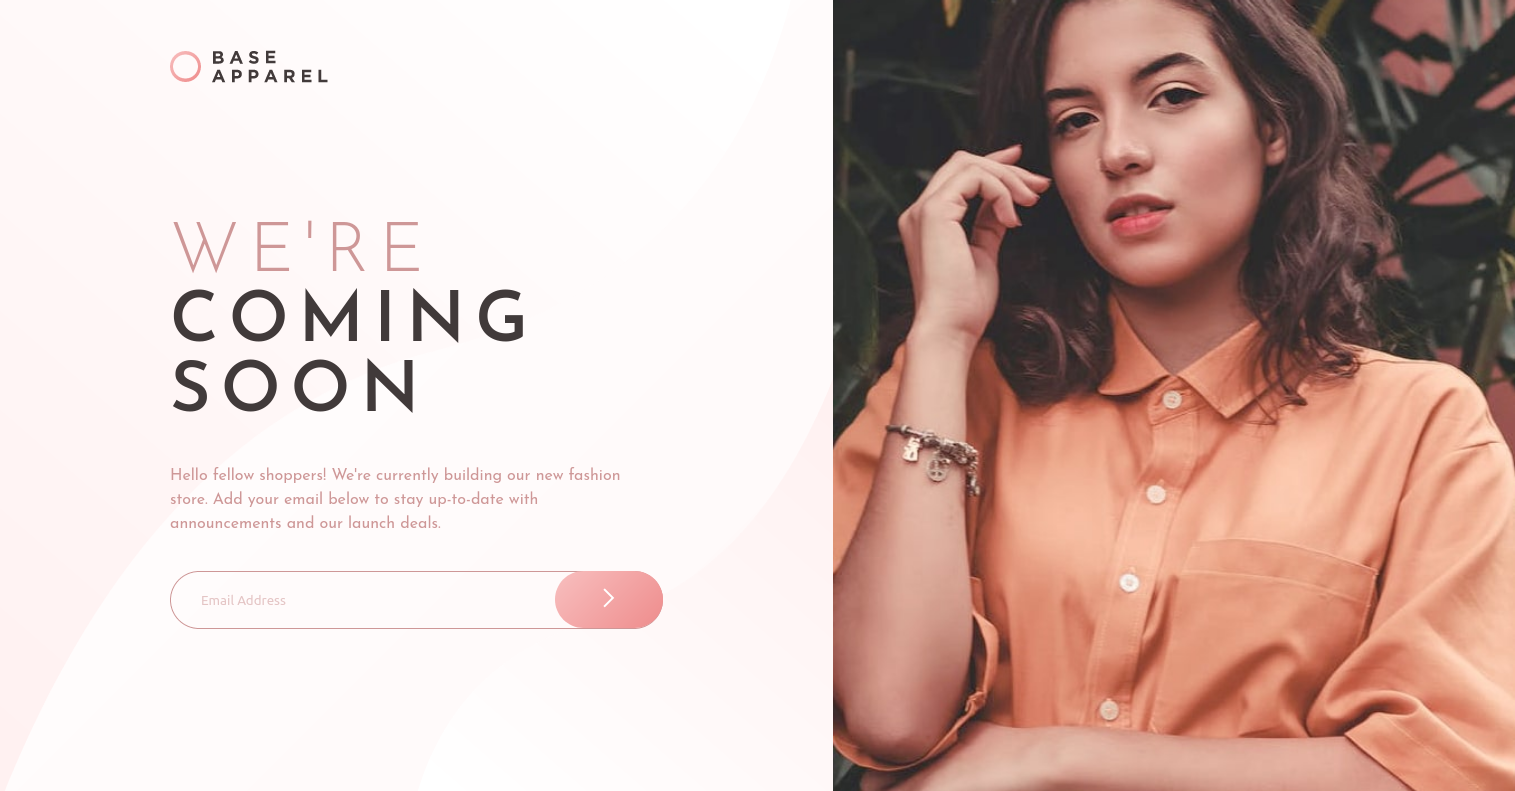 BASE
APPAREL
WE'RE
COMING
SOON
Hello fellow shoppers! We're currently building our new fashion
store. Add your email below to stay up-to-date with
announcements and our launch deals.
Email Address